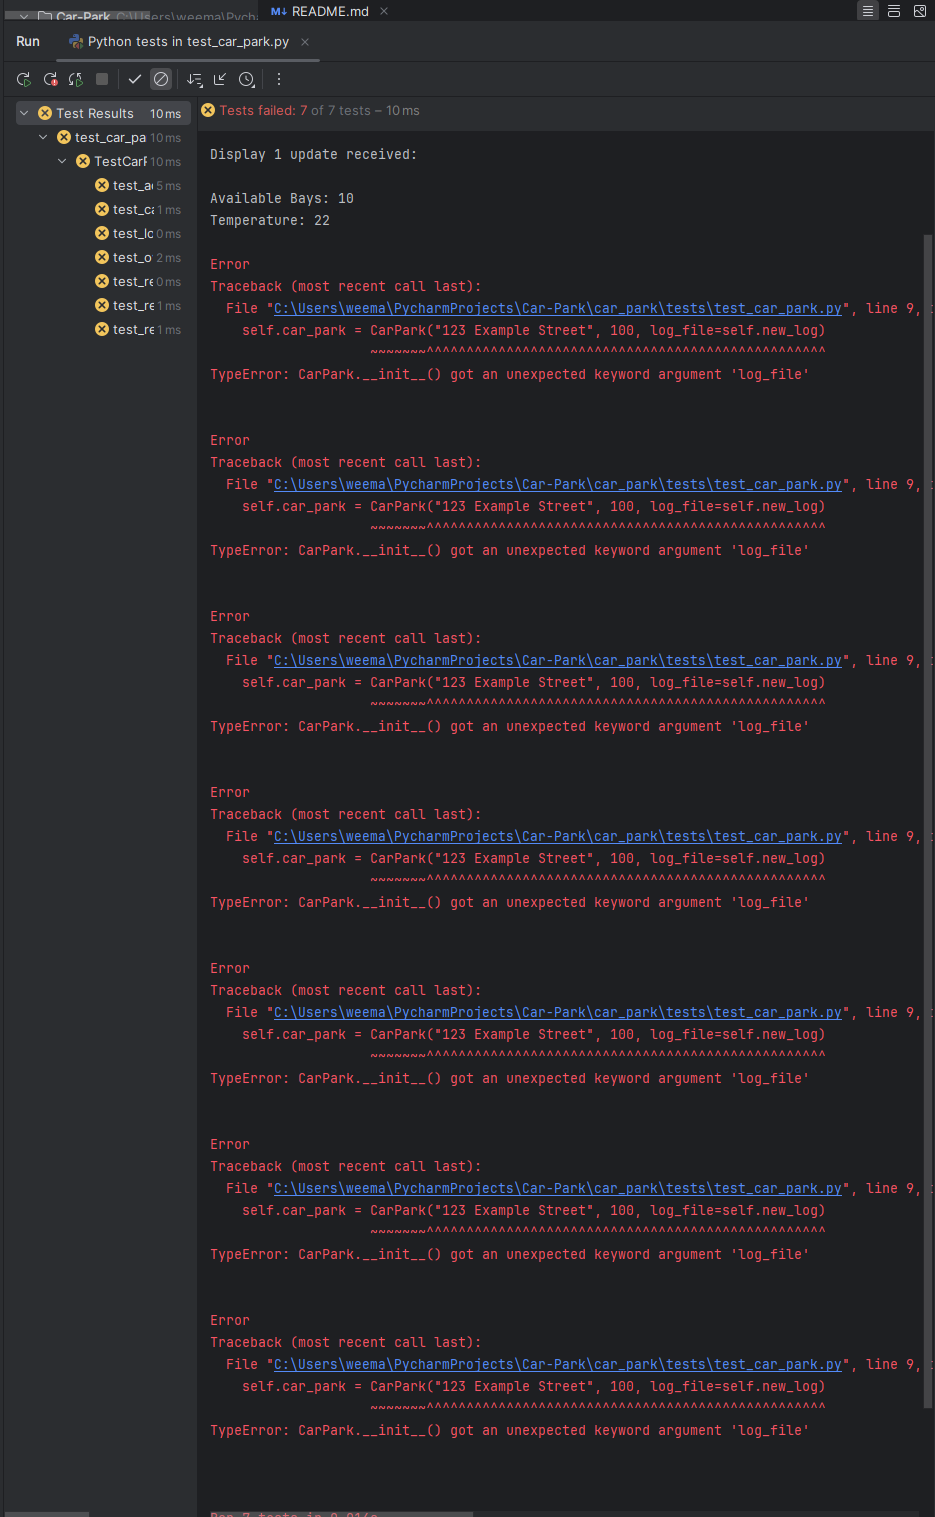 Car-Park C:\Users\weema\Pych
README.md
Run
Python tests in test_car_park.py
Test Results 10 ms
test_car_pa 10 ms
TestCarF 10 ms
test_a 5 ms
test_ca 1 ms
test_lo 0 ms
test_o 2 ms
test_re 0 ms
test_re 1 ms
test_re 1 ms
Tests failed: 7 of 7 tests – 10 ms
Display 1 update received:
Available Bays: 10
Temperature: 22
Error
Traceback (most recent call last):
File "C:\Users\weema\PycharmProjects\Car-Park\car_park\tests\test_car_park.py", line 9,
self.car_park = CarPark("123 Example Street", 100, log_file=self.new_log)
~~~~~~~^^^^^^^^^^^^^^^^^^^^^^^^^^^^^^^^^^^^^^^^^^^^^^^^^^
TypeError: CarPark.__init__() got an unexpected keyword argument 'log_file'
Error
Traceback (most recent call last):
File "C:\Users\weema\PycharmProjects\Car-Park\car_park\tests\test_car_park.py", line 9,
self.car_park = CarPark("123 Example Street", 100, log_file=self.new_log)
~~~~~~~^^^^^^^^^^^^^^^^^^^^^^^^^^^^^^^^^^^^^^^^^^^^^^^^^^
TypeError: CarPark.__init__() got an unexpected keyword argument 'log_file'
Error
Traceback (most recent call last):
File "C:\Users\weema\PycharmProjects\Car-Park\car_park\tests\test_car_park.py", line 9,
self.car_park = CarPark("123 Example Street", 100, log_file=self.new_log)
~~~~~~~^^^^^^^^^^^^^^^^^^^^^^^^^^^^^^^^^^^^^^^^^^^^^^^^^^
TypeError: CarPark.__init__() got an unexpected keyword argument 'log_file'
Error
Traceback (most recent call last):
File "C:\Users\weema\PycharmProjects\Car-Park\car_park\tests\test_car_park.py", line 9,
self.car_park = CarPark("123 Example Street", 100, log_file=self.new_log)
~~~~~~~^^^^^^^^^^^^^^^^^^^^^^^^^^^^^^^^^^^^^^^^^^^^^^^^^^
TypeError: CarPark.__init__() got an unexpected keyword argument 'log_file'
Error
Traceback (most recent call last):
File "C:\Users\weema\PycharmProjects\Car-Park\car_park\tests\test_car_park.py", line 9,
self.car_park = CarPark("123 Example Street", 100, log_file=self.new_log)
~~~~~~~^^^^^^^^^^^^^^^^^^^^^^^^^^^^^^^^^^^^^^^^^^^^^^^^^^
TypeError: CarPark.__init__() got an unexpected keyword argument 'log_file'
Error
Traceback (most recent call last):
File "C:\Users\weema\PycharmProjects\Car-Park\car_park\tests\test_car_park.py", line 9,
self.car_park = CarPark("123 Example Street", 100, log_file=self.new_log)
~~~~~~~^^^^^^^^^^^^^^^^^^^^^^^^^^^^^^^^^^^^^^^^^^^^^^^^^^
TypeError: CarPark.__init__() got an unexpected keyword argument 'log_file'
Error
Traceback (most recent call last):
File "C:\Users\weema\PycharmProjects\Car-Park\car_park\tests\test_car_park.py", line 9,
self.car_park = CarPark("123 Example Street", 100, log_file=self.new_log)
~~~~~~~^^^^^^^^^^^^^^^^^^^^^^^^^^^^^^^^^^^^^^^^^^^^^^^^^^
TypeError: CarPark.__init__() got an unexpected keyword argument 'log_file'